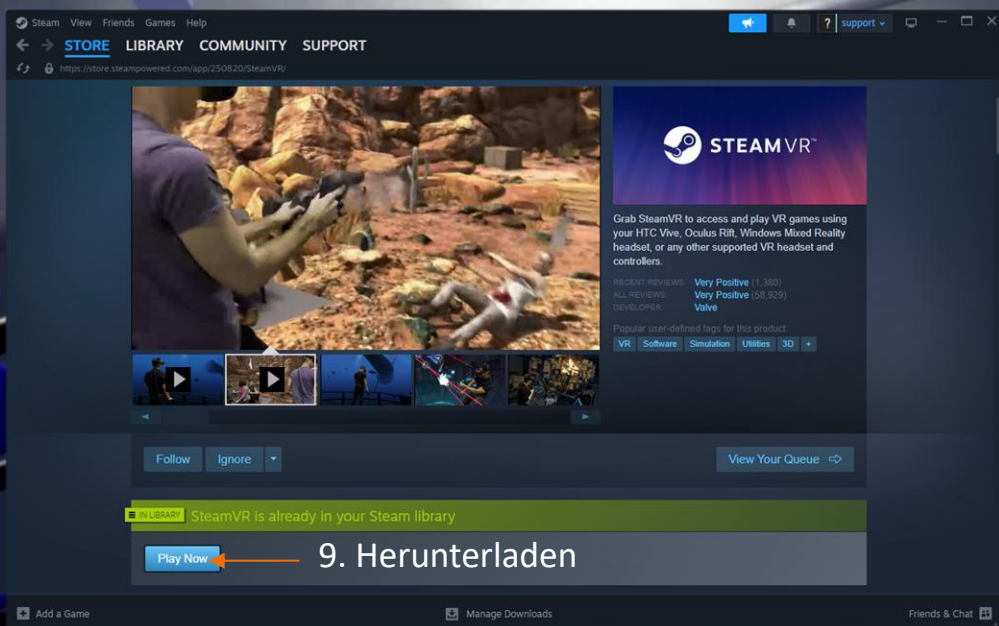 Steam View Friends Games Help
? support
STORE LIBRARY COMMUNITY SUPPORT
https://store.steampowered.com/app/250820/SteamVR/
STEAMVR™
Grab SteamVR to access and play VR games using
your HTC Vive, Oculus Rift, Windows Mixed Reality
headset, or any other supported VR headset and
controllers.
RECENT REVIEWS: Very Positive (1,380)
ALL REVIEWS: Very Positive (58,929)
DEVELOPER: Valve
Popular user-defined tags for this product:
VR Software Simulation Utilities 3D +
Follow Ignore View Your Queue
IN LIBRARY SteamVR is already in your Steam library
Play Now 9. Herunterladen
Add a Game Manage Downloads Friends & Chat